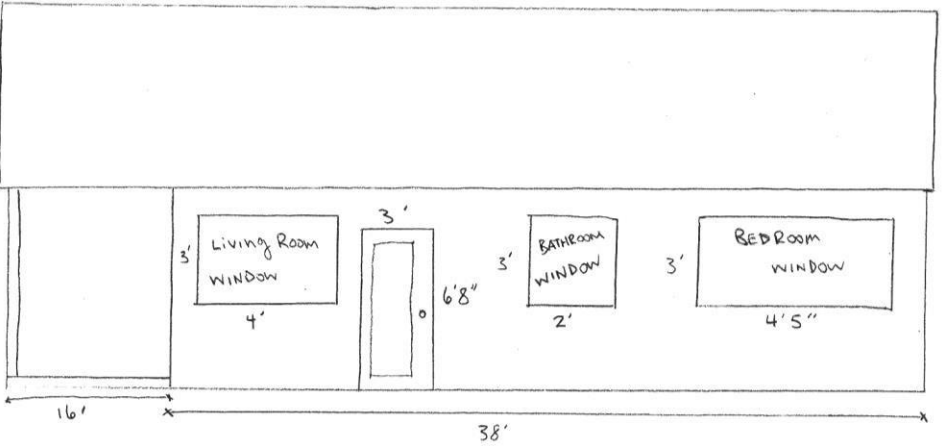 3'
Living Room
WINDOW
4'
3'
6'8"
3'
BATHROOM
WINDOW
2'
3'
BEDROOM
WINDOW
4'5"
16'
38'